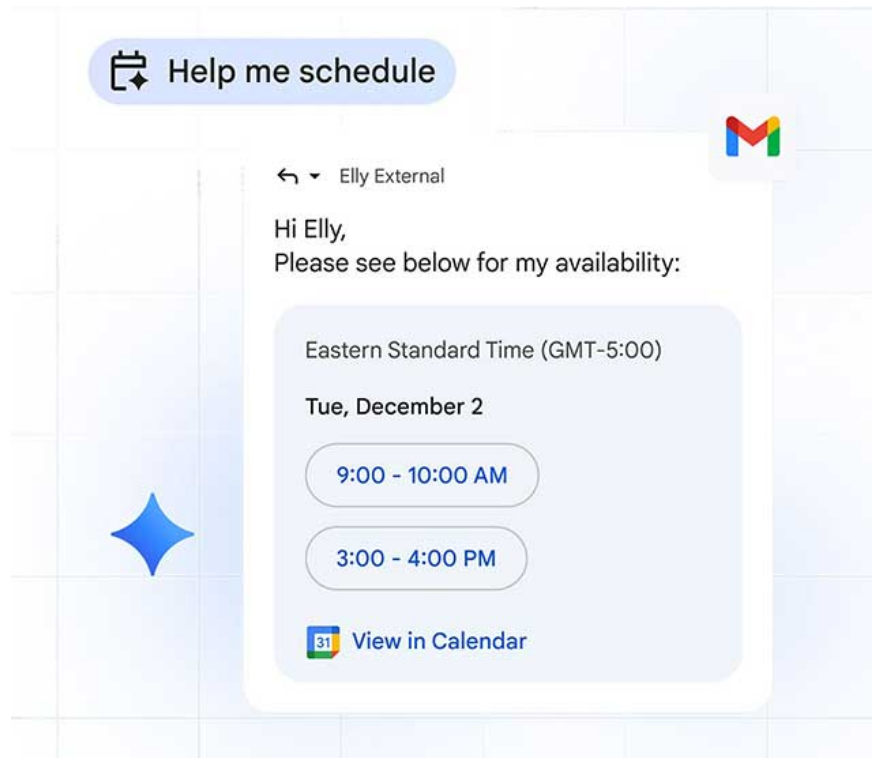 Help me schedule
Elly External
Hi Elly,
Please see below for my availability:
Eastern Standard Time (GMT-5:00)
Tue, December 2
9:00 - 10:00 AM
3:00 - 4:00 PM
31
View in Calendar